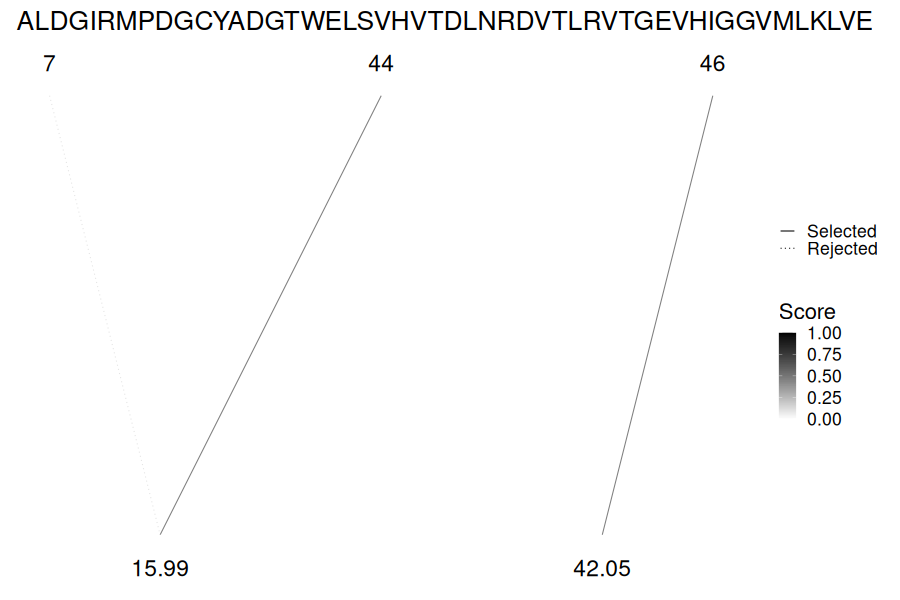 ALDGIRMPDGCYADGTWELSVHVTDLNRDVTLRVTGEVHIGGVMLKLVE
7 44 46
Selected
Rejected
Score
1.00
0.75
0.50
0.25
0.00
15.99 42.05